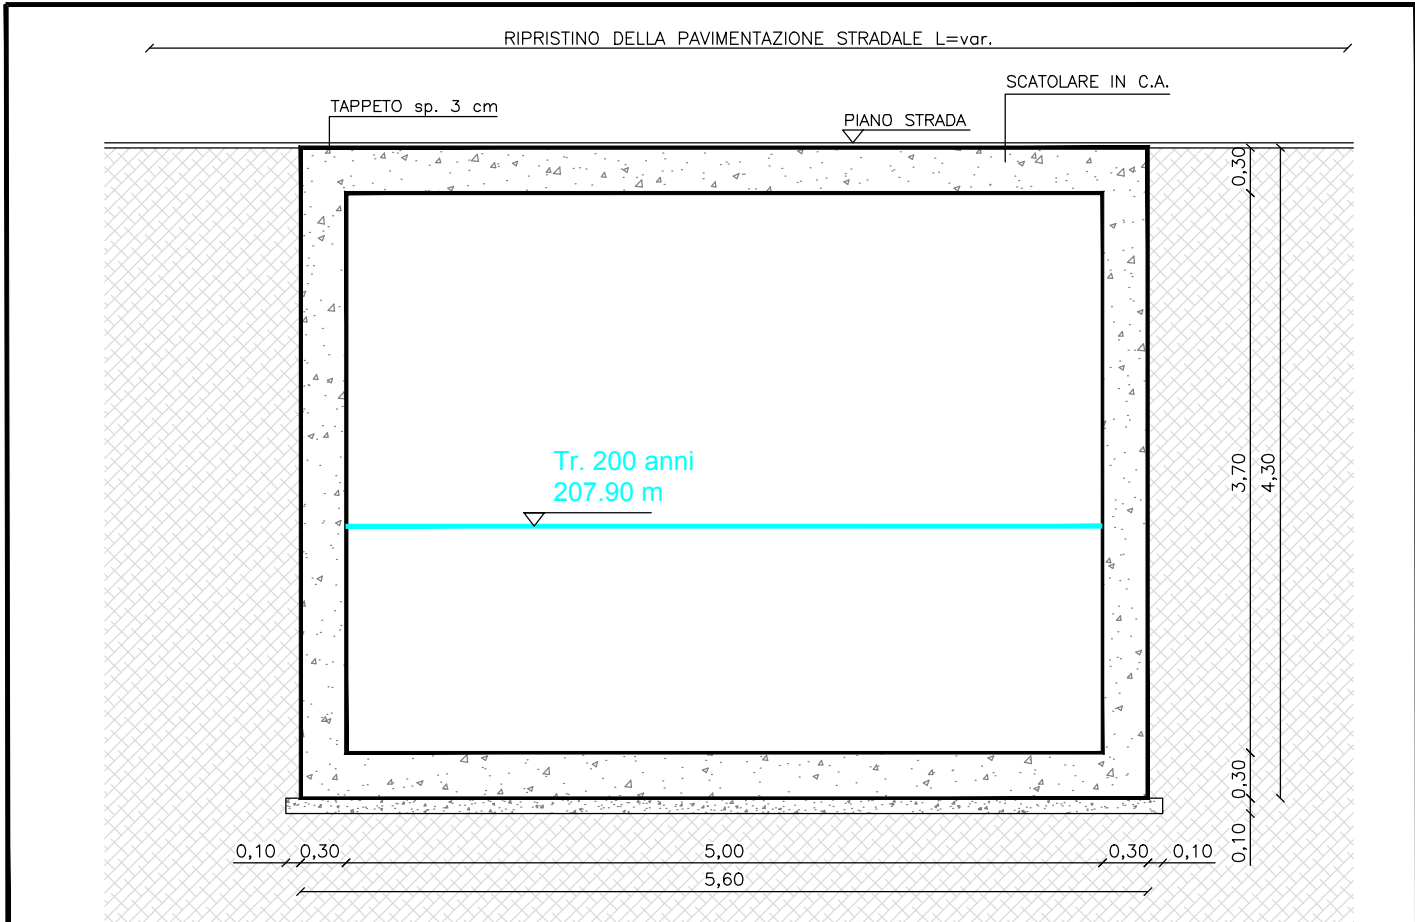 RIPRISTINO DELLA PAVIMENTAZIONE STRADALE L=var.
SCATOLARE IN C.A.
TAPPETO sp. 3 cm
PIANO STRADA
0,30
3,70
4,30
Tr. 200 anni
207.90 m
0,30
0,10
0,10 0,30 5,00 0,30 0,10
5,60